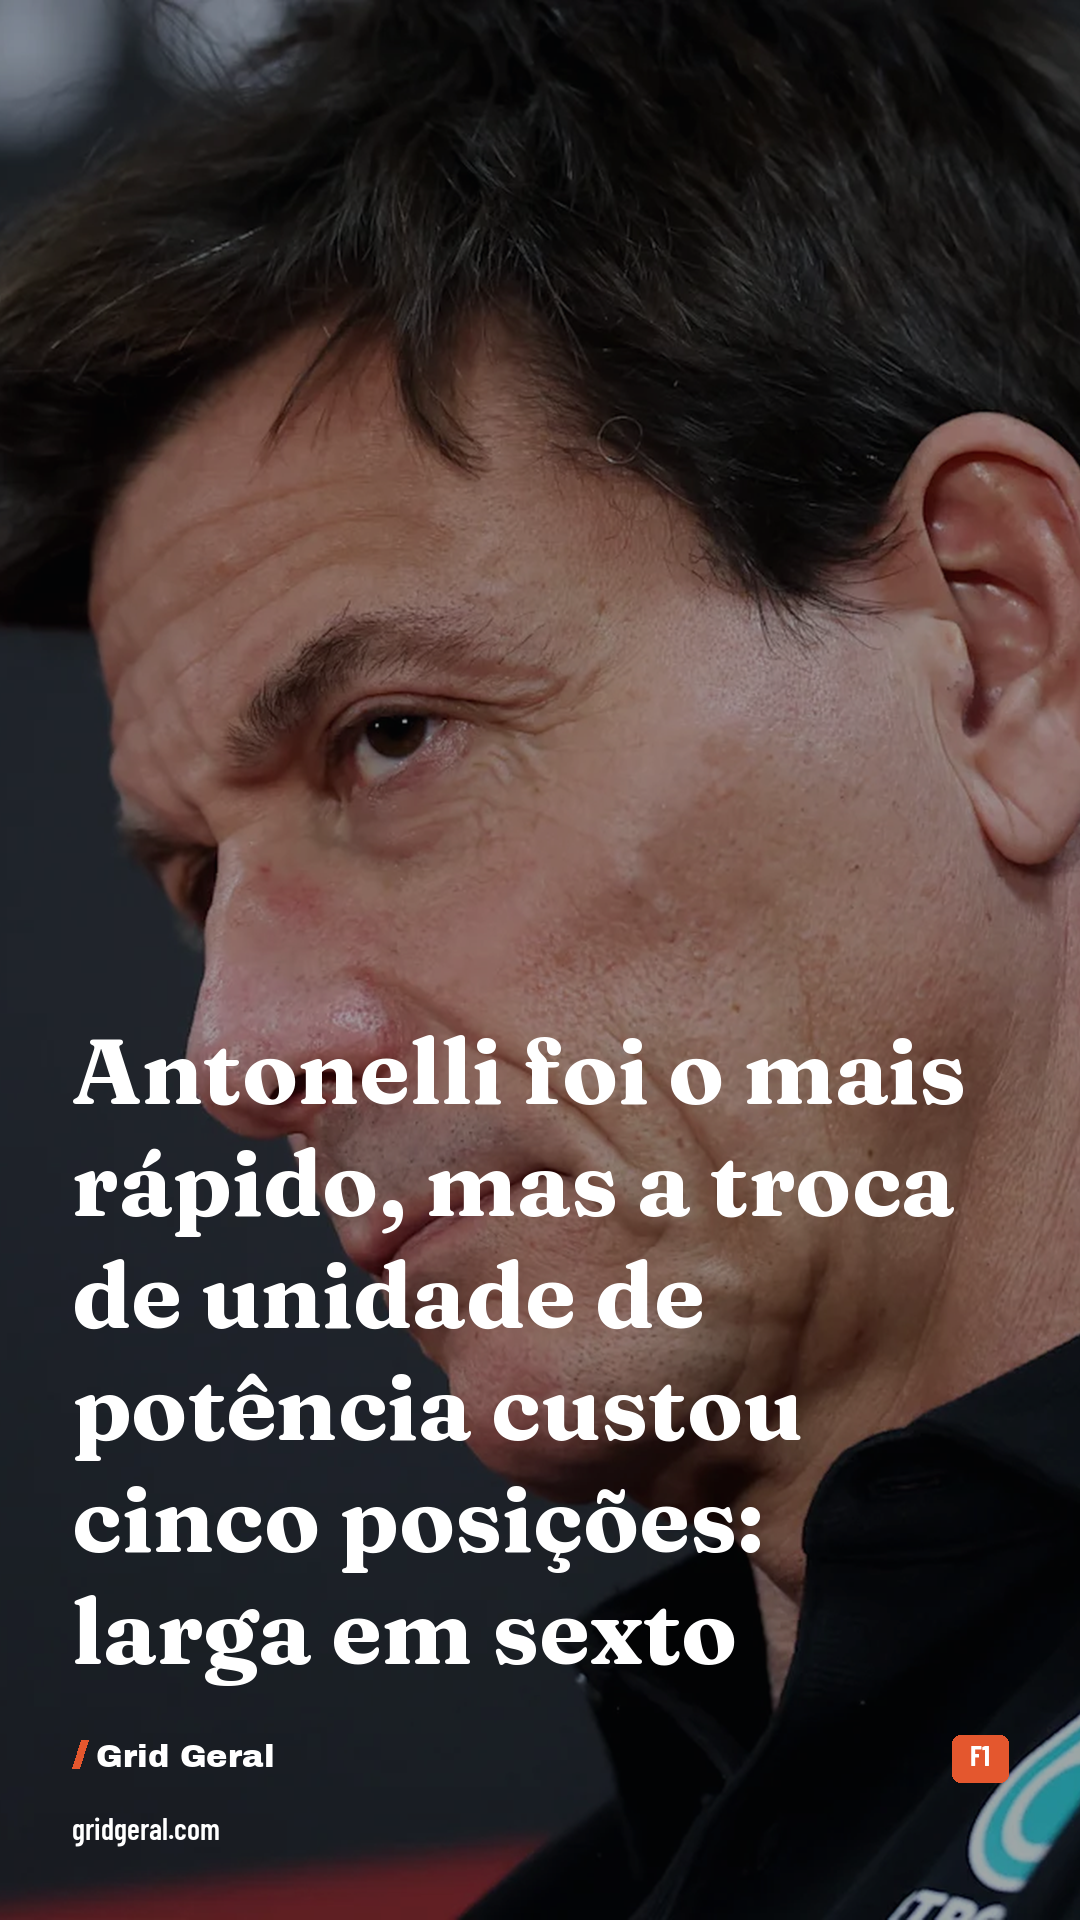 Antonelli foi o mais
rápido, mas a troca
de unidade de
potência custou
cinco posições:
larga em sexto
/ Grid Geral
F1
gridgeral.com